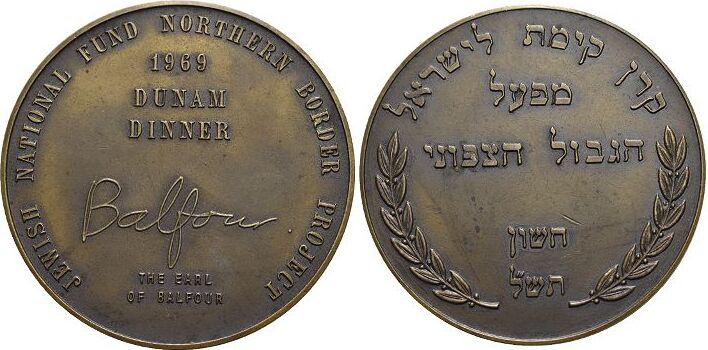 JEWISH NATIONAL FUND NORTHERN BORDER PROJECT
1969
DUNAM
DINNER
Balfour
THE EARL
OF BALFOUR
קרן קימת לישראל
מפעל
הגבול הצפוני
חשון
תש״ל